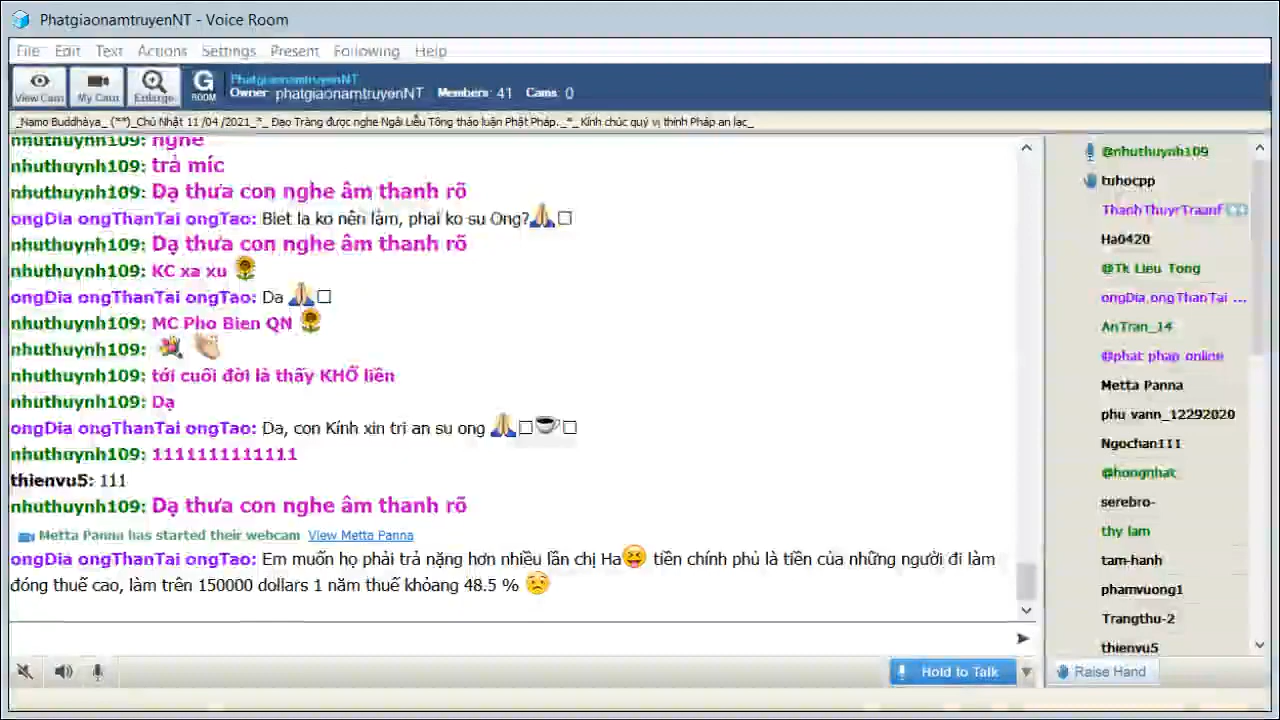 PhatgiaonamtruyenNT - Voice Room
File Edit Text Actions Settings Present Following Help
View Cam My Cam Enlarge G ROOM
PhatgiaonamtruyenNT
Owner phatgiaonamtruyenNT Members: 41 Cams: 0
_Namo Buddhàya_ (**)_Chủ Nhật 11 /04 /2021_*_ Đạo Tràng được nghe Ngài Liễu Tông thảo luận Phật Pháp._*_ Kính chúc quý vị thính Pháp an lạc_
nhuthuynh109: nghe
nhuthuynh109: trả míc
nhuthuynh109: Dạ thưa con nghe âm thanh rõ
ongDia ongThanTai ongTao: Biet la ko nên làm, phai ko su Ong?🙏□
nhuthuynh109: Dạ thưa con nghe âm thanh rõ
nhuthuynh109: KC xa xu 🌻
ongDia ongThanTai ongTao: Da 🙏□
nhuthuynh109: MC Pho Bien QN 🌻
nhuthuynh109: 💐 👏
nhuthuynh109: tới cuối đời là thấy KHỔ liền
nhuthuynh109: Dạ
ongDia ongThanTai ongTao: Da, con Kính xin tri an su ong 🙏□☕□
nhuthuynh109: 1111111111111
thienvu5: 111
nhuthuynh109: Dạ thưa con nghe âm thanh rõ
Metta Panna has started their webcam View Metta Panna
ongDia ongThanTai ongTao: Em muốn họ phải trả nặng hơn nhiều lần chị Ha😝 tiền chính phủ là tiền của những người đi làm
đóng thuế cao, làm trên 150000 dollars 1 năm thuế khỏang 48.5 % 😟
Hold to Talk
@nhuthuynh109
tuhocpp
ThanhThuyrTraanf
Ha0420
@Tk Lieu Tong
ongDia ongThanTai ...
AnTran_14
@phat phap online
Metta Panna
phu vann_12292020
Ngochan111
@hongnhat
serebro-
thy lam
tam-hanh
phamvuong1
Trangthu-2
thienvu5
Raise Hand